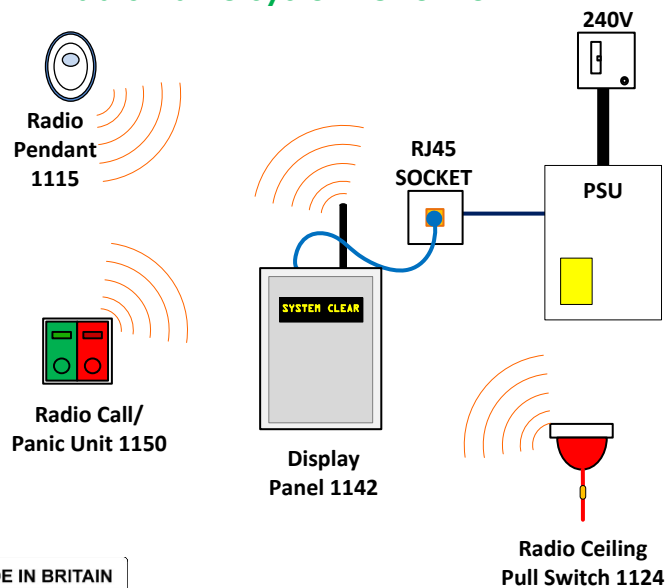 240V
Radio
Pendant
1115
RJ45
SOCKET
PSU
SYSTEM CLEAR
Radio Call/
Panic Unit 1150
Display
Panel 1142
Radio Ceiling
Pull Switch 1124
IN BRITAIN